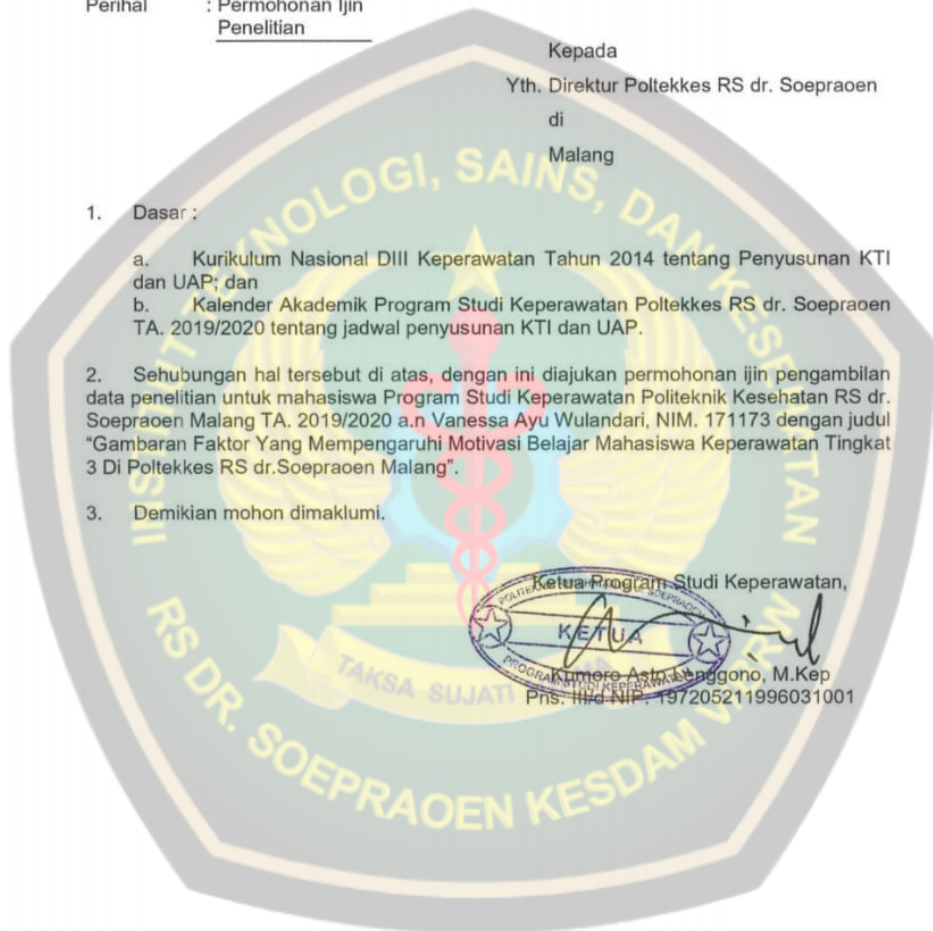 Perihal : Permohonan Ijin
Penelitian
Kepada
Yth. Direktur Poltekkes RS dr. Soepraoen
di
Malang
1. Dasar :
a. Kurikulum Nasional DIII Keperawatan Tahun 2014 tentang Penyusunan KTI
dan UAP; dan
b. Kalender Akademik Program Studi Keperawatan Poltekkes RS dr. Soepraoen
TA. 2019/2020 tentang jadwal penyusunan KTI dan UAP.
2. Sehubungan hal tersebut di atas, dengan ini diajukan permohonan ijin pengambilan
data penelitian untuk mahasiswa Program Studi Keperawatan Politeknik Kesehatan RS dr.
Soepraoen Malang TA. 2019/2020 a.n Vanessa Ayu Wulandari, NIM. 171173 dengan judul
“Gambaran Faktor Yang Mempengaruhi Motivasi Belajar Mahasiswa Keperawatan Tingkat
3 Di Poltekkes RS dr.Soepraoen Malang”.
3. Demikian mohon dimaklumi.
Ketua Program Studi Keperawatan,
KETUA
PROGRAM STUDI KEPERAWATAN
Kumoro Asto Lenggono, M.Kep
Pns. III/d NIP. 197205211996031001
INSTITUT TEKNOLOGI, SAINS, DAN KESEHATAN
RS DR. SOEPRAOEN KESDAM V/BRW
TAKSA SUJATI